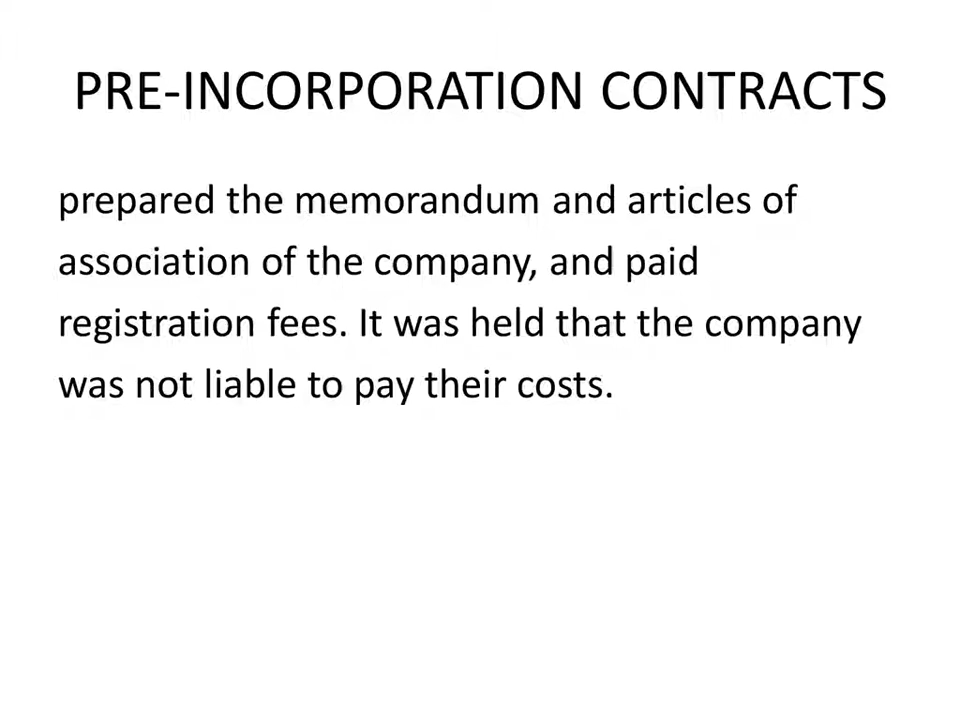 PRE-INCORPORATION CONTRACTS
prepared the memorandum and articles of
association of the company, and paid
registration fees. It was held that the company
was not liable to pay their costs.